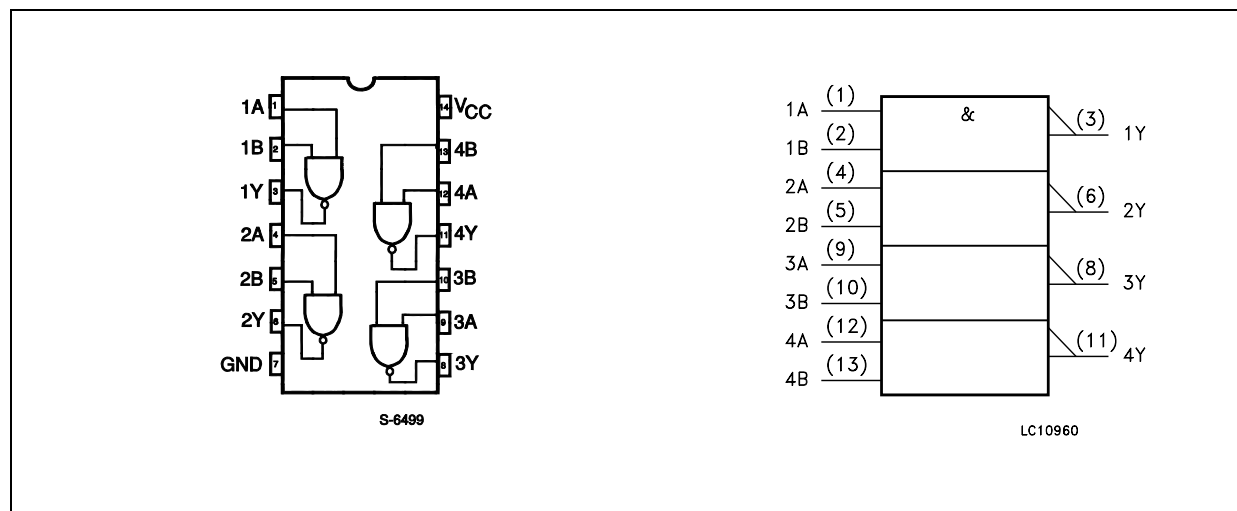 1A 1 14 VCC
1B 2 13 4B
1Y 3 12 4A
2A 4 11 4Y
2B 5 10 3B
2Y 6 9 3A
GND 7 8 3Y
S-6499
&
1A (1) (3) 1Y
1B (2)
2A (4) (6) 2Y
2B (5)
3A (9) (8) 3Y
3B (10)
4A (12) (11) 4Y
4B (13)
LC10960